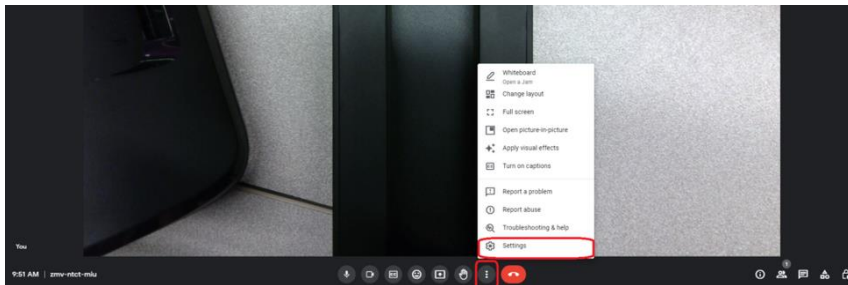 Whiteboard
Open a Jam
Change layout
Full screen
Open picture-in-picture
Apply visual effects
Turn on captions
Report a problem
Report abuse
Troubleshooting & help
Settings
You
9:51 AM | zmv-ntct-miu
1